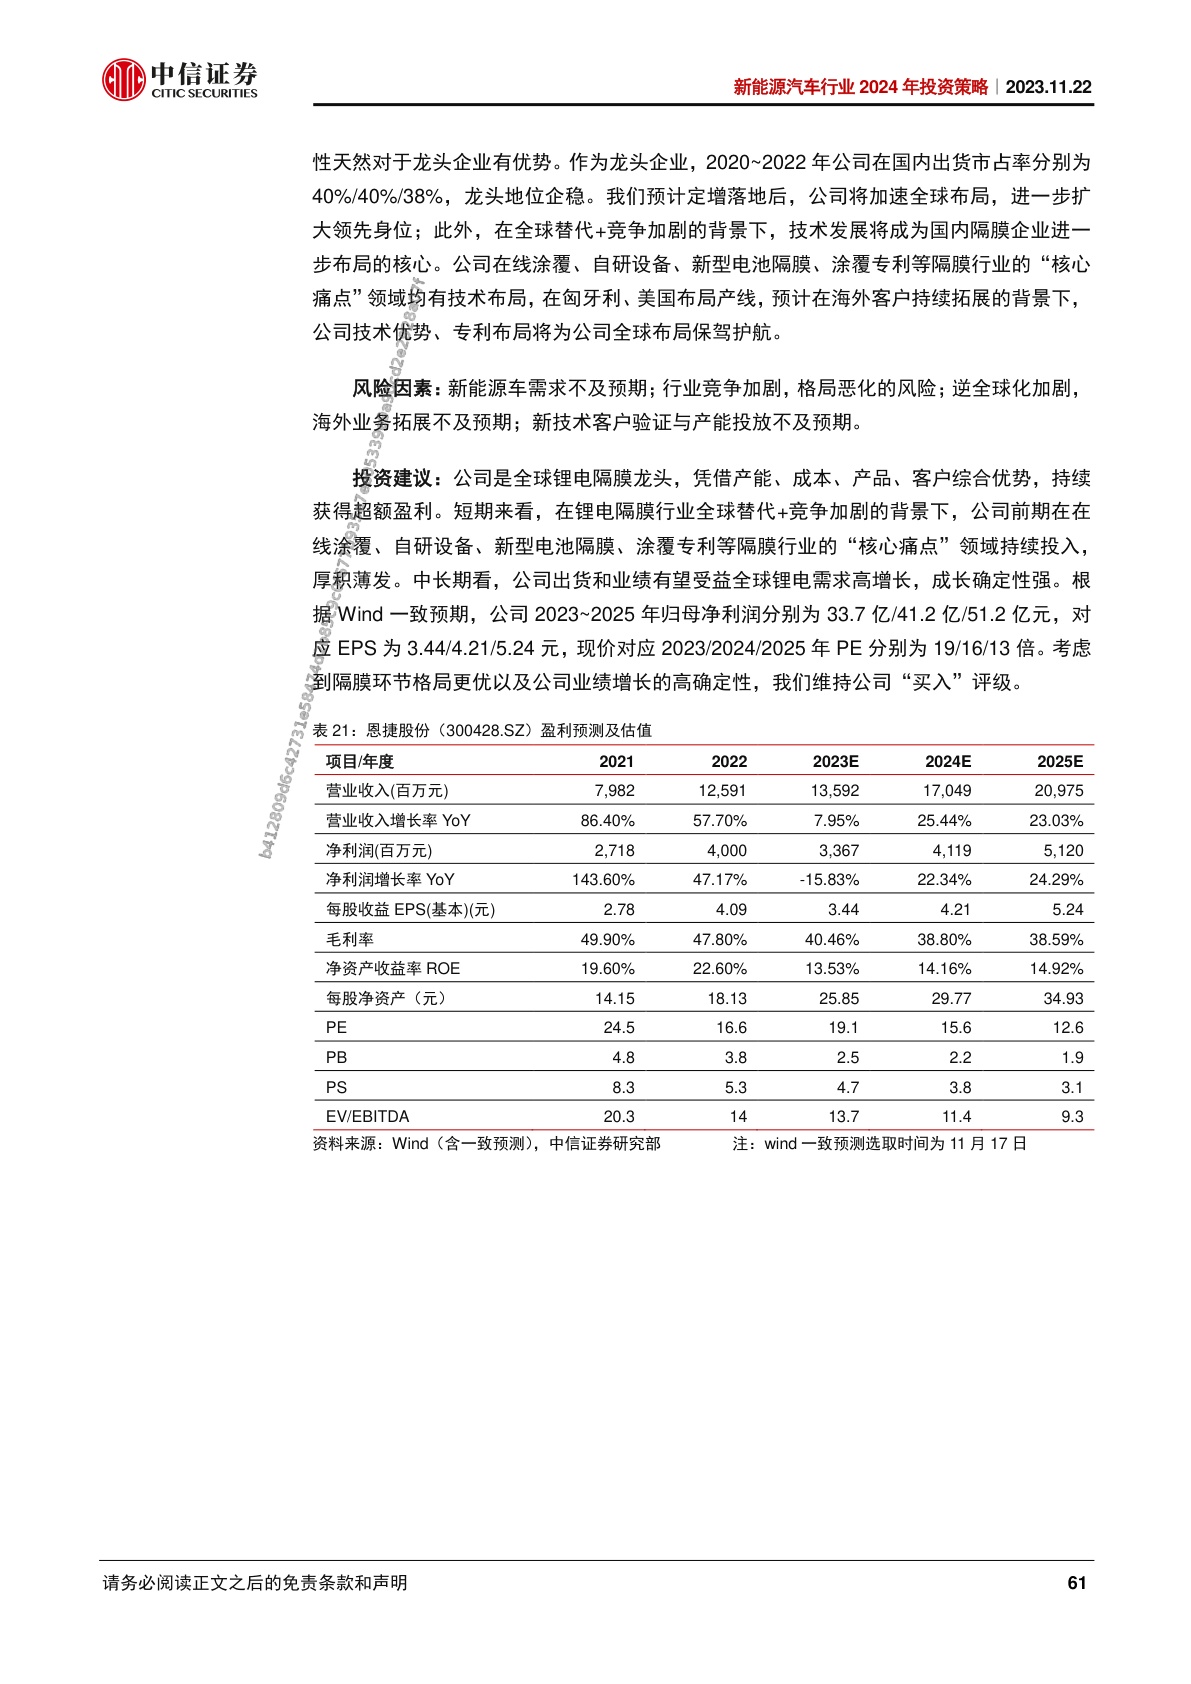 中信证券
CITIC SECURITIES
新能源汽车行业 2024 年投资策略｜2023.11.22
性天然对于龙头企业有优势。作为龙头企业，2020~2022 年公司在国内出货市占率分别为
40%/40%/38%，龙头地位企稳。我们预计定增落地后，公司将加速全球布局，进一步扩
大领先身位；此外，在全球替代+竞争加剧的背景下，技术发展将成为国内隔膜企业进一
步布局的核心。公司在线涂覆、自研设备、新型电池隔膜、涂覆专利等隔膜行业的“核心
痛点”领域均有技术布局，在匈牙利、美国布局产线，预计在海外客户持续拓展的背景下，
公司技术优势、专利布局将为公司全球布局保驾护航。
风险因素：新能源车需求不及预期；行业竞争加剧，格局恶化的风险；逆全球化加剧，
海外业务拓展不及预期；新技术客户验证与产能投放不及预期。
投资建议：公司是全球锂电隔膜龙头，凭借产能、成本、产品、客户综合优势，持续
获得超额盈利。短期来看，在锂电隔膜行业全球替代+竞争加剧的背景下，公司前期在在
线涂覆、自研设备、新型电池隔膜、涂覆专利等隔膜行业的“核心痛点”领域持续投入，
厚积薄发。中长期看，公司出货和业绩有望受益全球锂电需求高增长，成长确定性强。根
据 Wind 一致预期，公司 2023~2025 年归母净利润分别为 33.7 亿/41.2 亿/51.2 亿元，对
应 EPS 为 3.44/4.21/5.24 元，现价对应 2023/2024/2025 年 PE 分别为 19/16/13 倍。考虑
到隔膜环节格局更优以及公司业绩增长的高确定性，我们维持公司“买入”评级。
表 21：恩捷股份（300428.SZ）盈利预测及估值
项目/年度 2021 2022 2023E 2024E 2025E
营业收入(百万元) 7,982 12,591 13,592 17,049 20,975
营业收入增长率 YoY 86.40% 57.70% 7.95% 25.44% 23.03%
净利润(百万元) 2,718 4,000 3,367 4,119 5,120
净利润增长率 YoY 143.60% 47.17% -15.83% 22.34% 24.29%
每股收益 EPS(基本)(元) 2.78 4.09 3.44 4.21 5.24
毛利率 49.90% 47.80% 40.46% 38.80% 38.59%
净资产收益率 ROE 19.60% 22.60% 13.53% 14.16% 14.92%
每股净资产（元） 14.15 18.13 25.85 29.77 34.93
PE 24.5 16.6 19.1 15.6 12.6
PB 4.8 3.8 2.5 2.2 1.9
PS 8.3 5.3 4.7 3.8 3.1
EV/EBITDA 20.3 14 13.7 11.4 9.3
资料来源：Wind（含一致预测），中信证券研究部 注：wind 一致预测选取时间为 11 月 17 日
请务必阅读正文之后的免责条款和声明 61